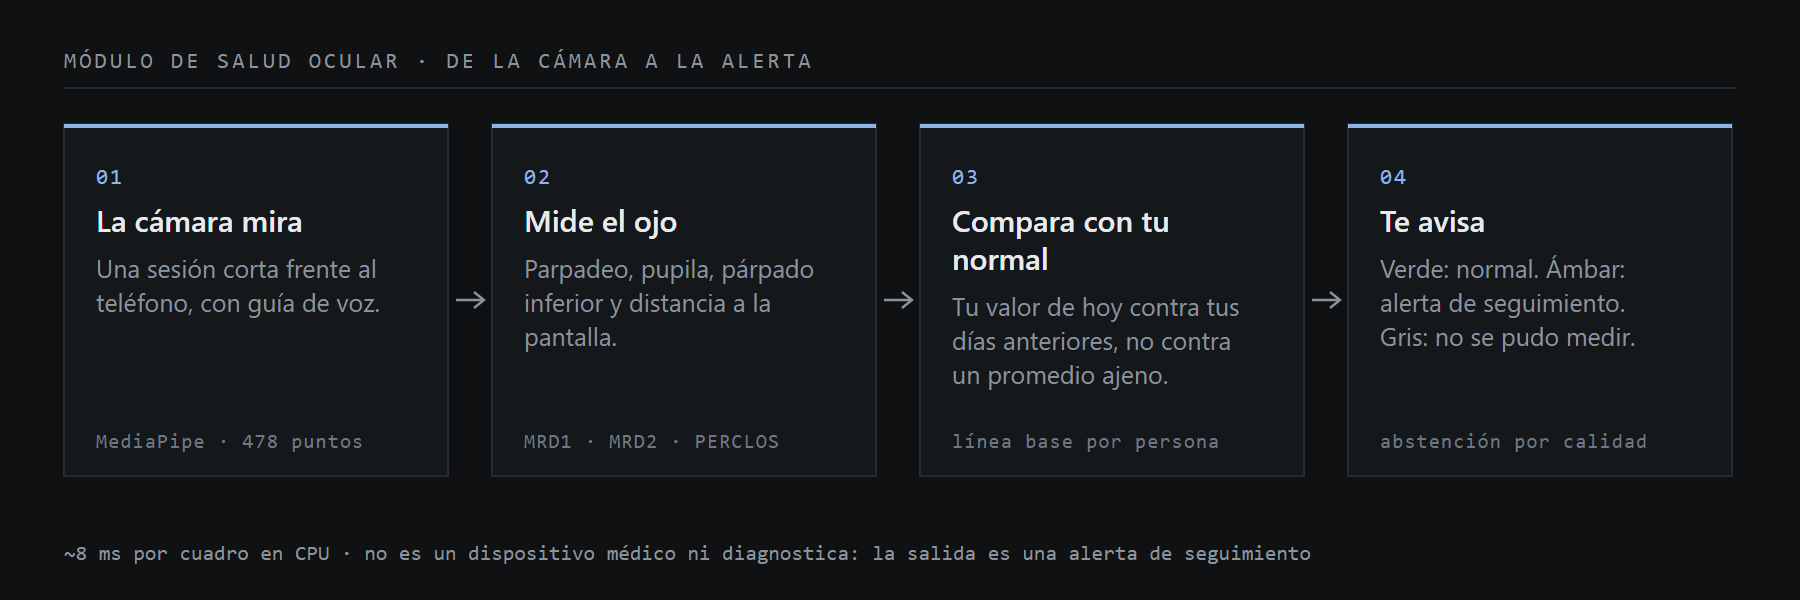 MÓDULO DE SALUD OCULAR · DE LA CÁMARA A LA ALERTA
01
La cámara mira
Una sesión corta frente al
teléfono, con guía de voz.
MediaPipe · 478 puntos
02
Mide el ojo
Parpadeo, pupila, párpado
inferior y distancia a la
pantalla.
MRD1 · MRD2 · PERCLOS
03
Compara con tu
normal
Tu valor de hoy contra tus
días anteriores, no contra
un promedio ajeno.
línea base por persona
04
Te avisa
Verde: normal. Ámbar:
alerta de seguimiento.
Gris: no se pudo medir.
abstención por calidad
~8 ms por cuadro en CPU · no es un dispositivo médico ni diagnostica: la salida es una alerta de seguimiento